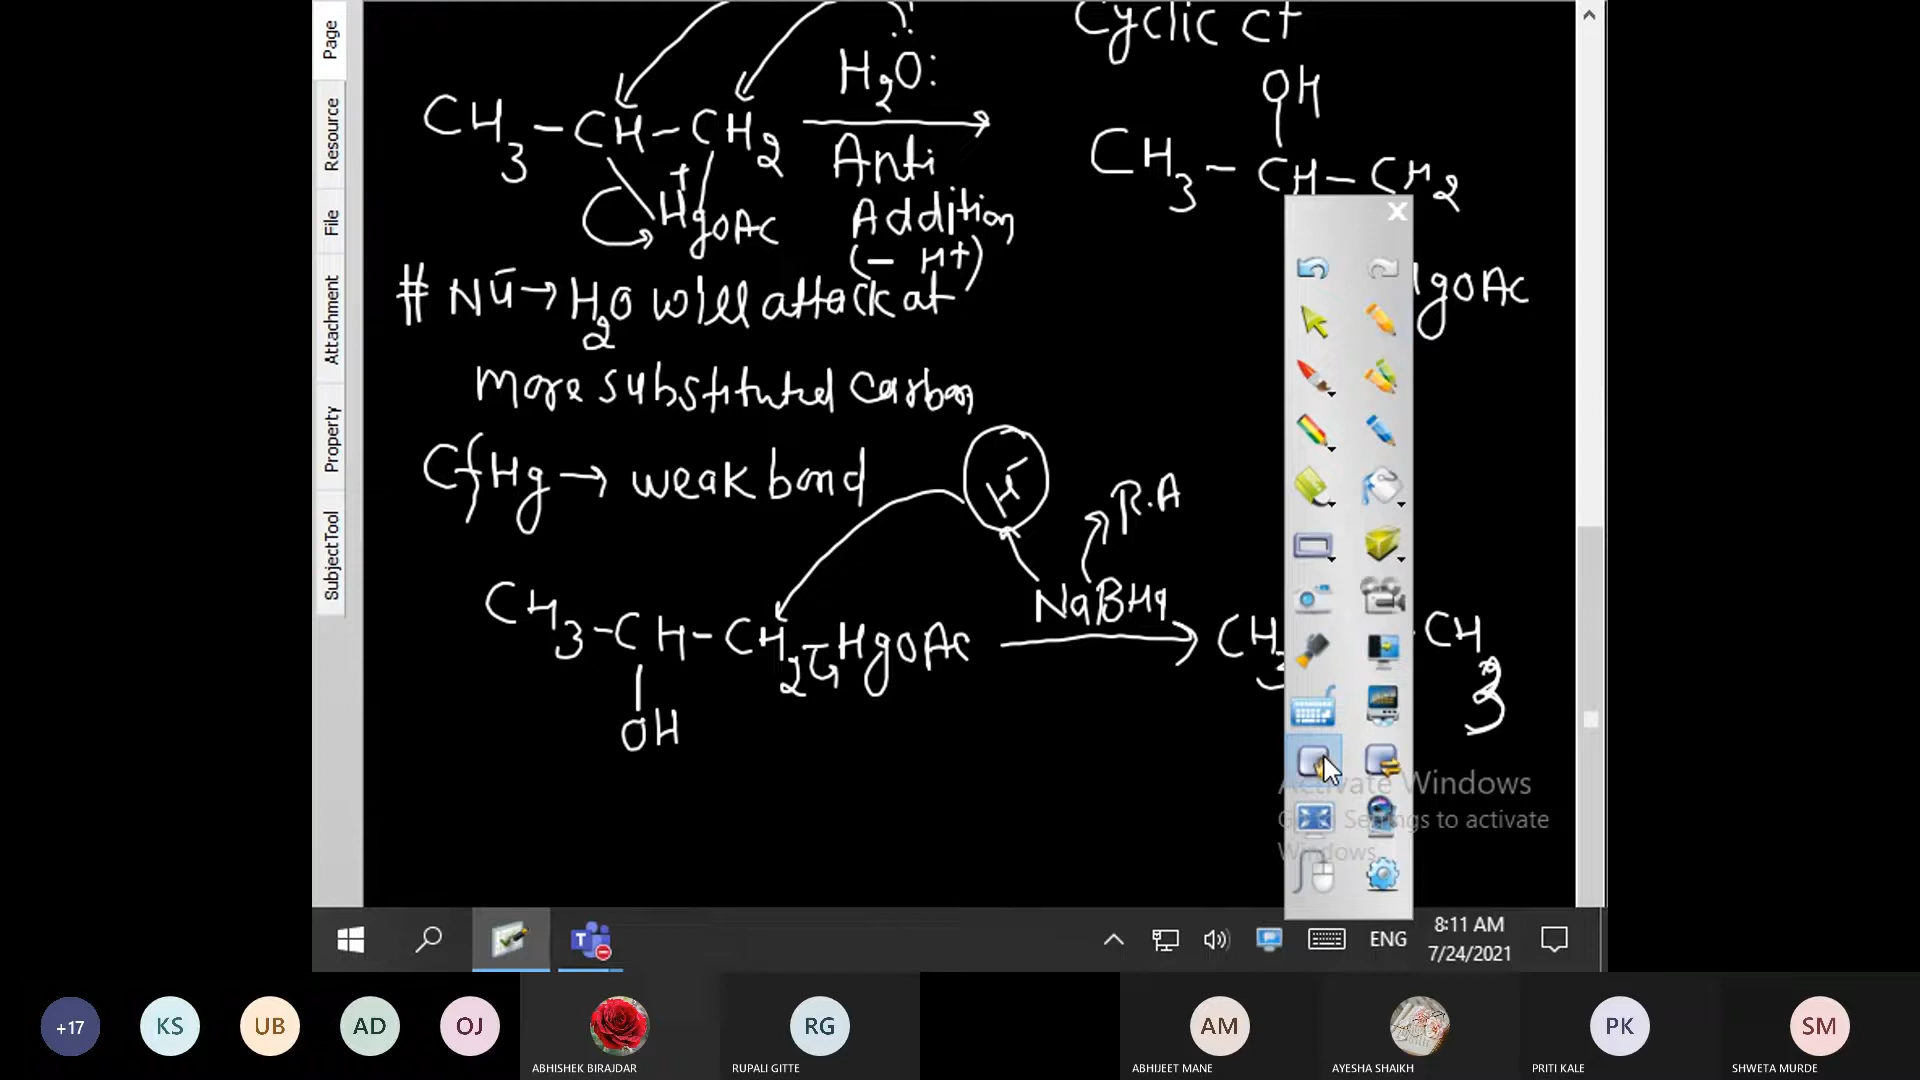 Page
Resource
File
Attachment
Property
SubjectTool
Cyclic C+
H2O:
OH
CH3-CH-CH2
Anti
Addition
(- H+)
+
HgOAc
CH3-CH-CH2
HgOAc
# Nu-→ H2O will attack at
more substituted carbon
C-Hg → weak bond
H-
R.A
NaBH4
CH3-CH-CH2-HgOAc
OH
CH3
CH3
Activate Windows
Go to Settings to activate
Windows.
ENG
8:11 AM
7/24/2021
+17
KS
UB
AD
OJ
ABHISHEK BIRAJDAR
RG
RUPALI GITTE
AM
ABHIJEET MANE
AYESHA SHAIKH
PK
PRITI KALE
SM
SHWETA MURDE